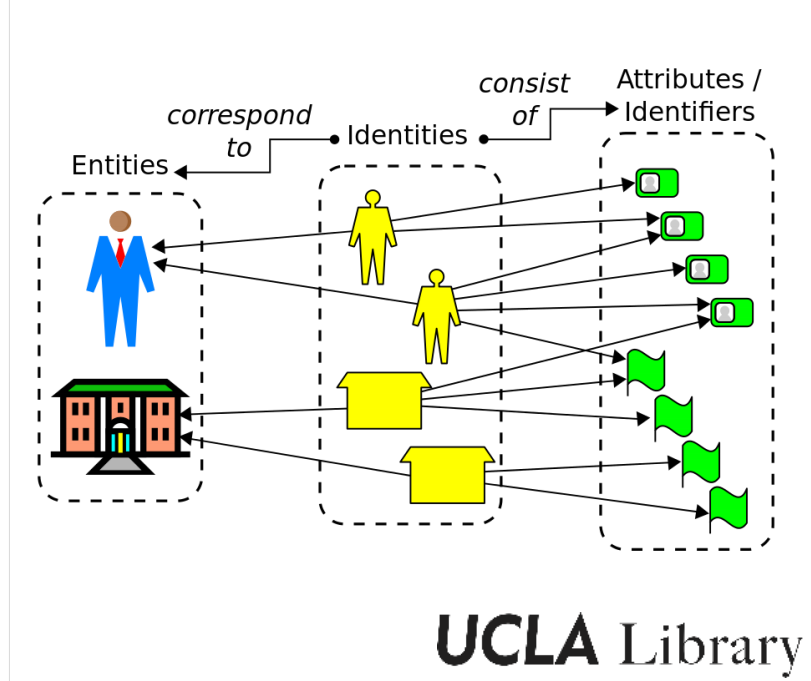 correspond
to
consist
of
Attributes /
Identifiers
Identities
Entities
UCLA Library